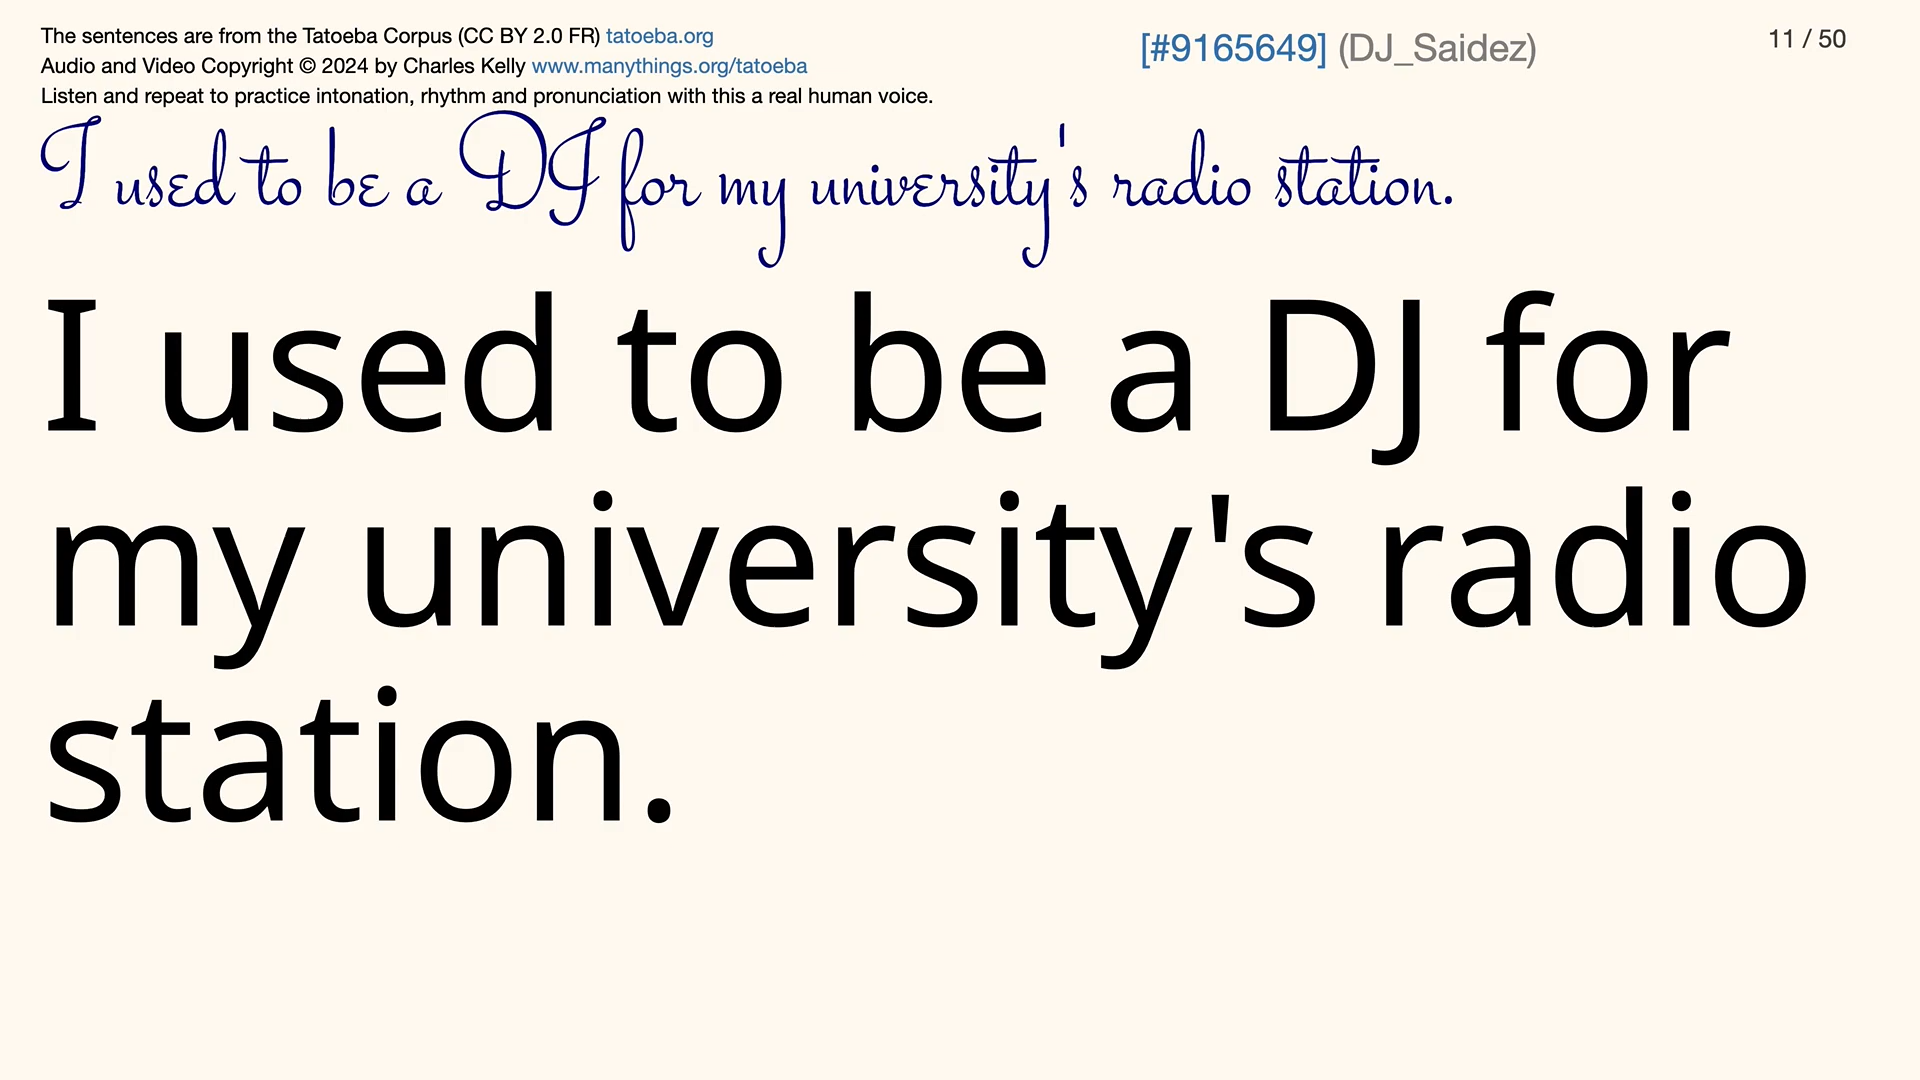 The sentences are from the Tatoeba Corpus (CC BY 2.0 FR) tatoeba.org
Audio and Video Copyright © 2024 by Charles Kelly www.manythings.org/tatoeba
Listen and repeat to practice intonation, rhythm and pronunciation with this a real human voice.
[#9165649] (DJ_Saidez)
11 / 50
I used to be a DJ for my university's radio station.
I used to be a DJ for
my university's radio
station.